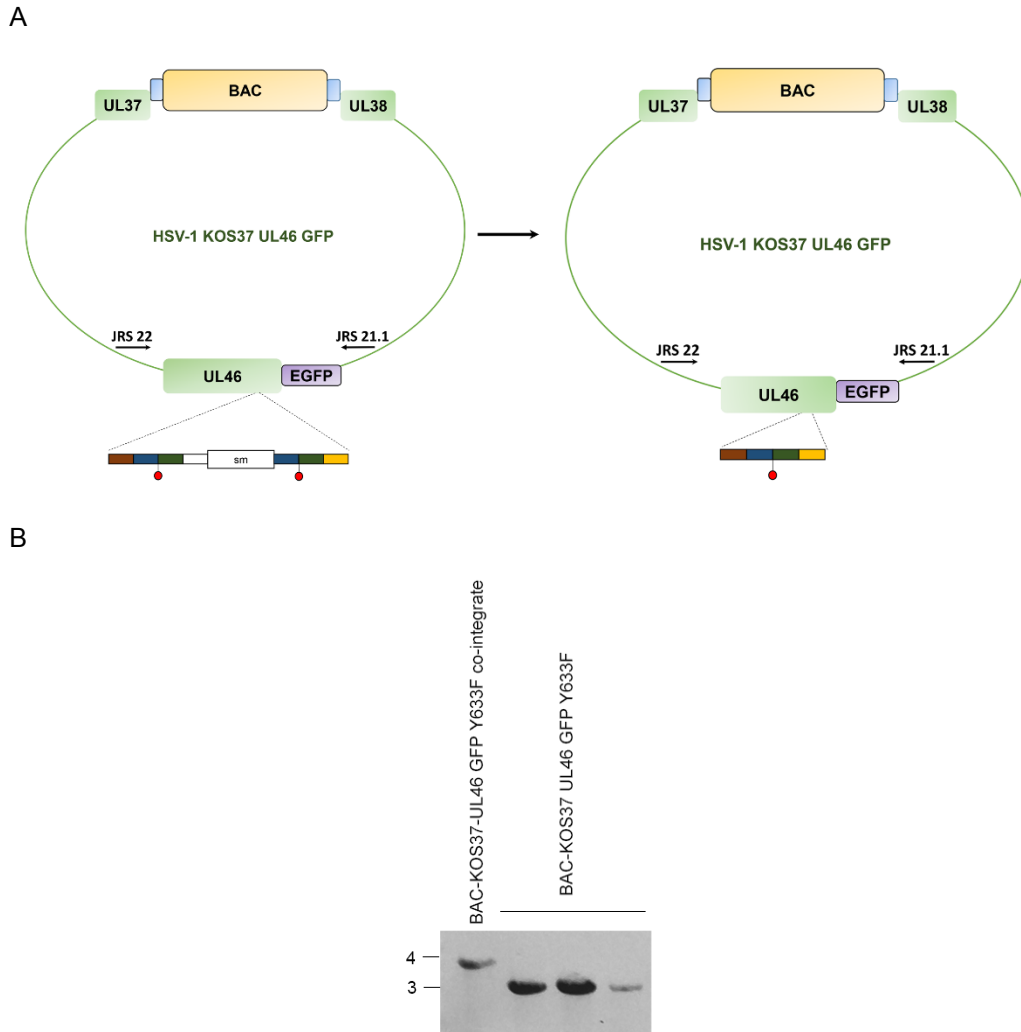 A
BAC
UL37
UL38
HSV-1 KOS37 UL46 GFP
JRS 22
JRS 21.1
UL46
EGFP
sm
BAC
UL37
UL38
HSV-1 KOS37 UL46 GFP
JRS 22
JRS 21.1
UL46
EGFP
B
BAC-KOS37-UL46 GFP Y633F co-integrate
BAC-KOS37 UL46 GFP Y633F
4
3